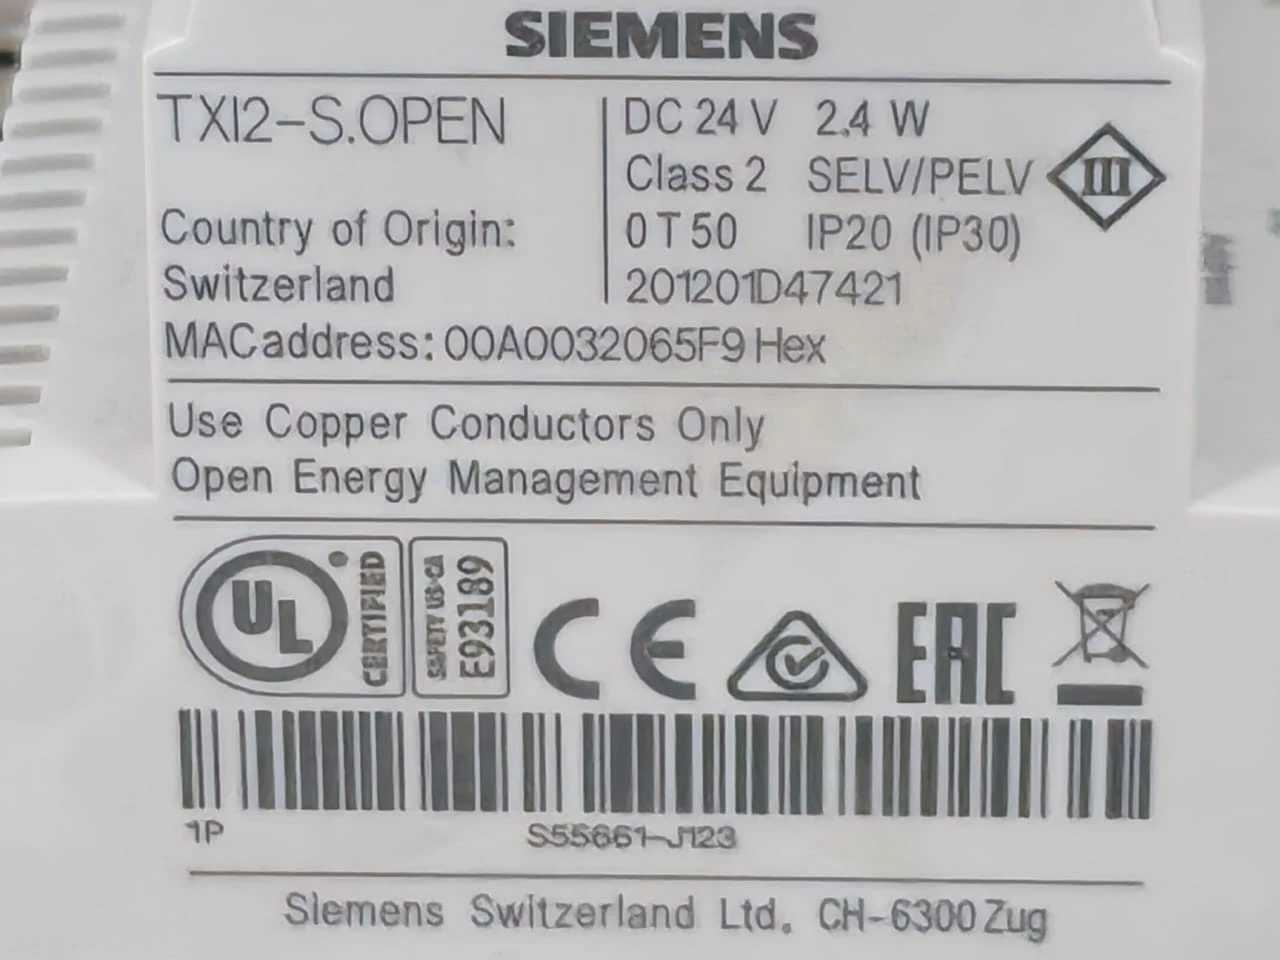 SIEMENS
TXI2-S.OPEN
Country of Origin:
Switzerland
DC 24 V 2.4 W
Class 2 SELV/PELV III
0 T 50 IP20 (IP30)
201201D47421
MAC address: 00A0032065F9 Hex
Use Copper Conductors Only
Open Energy Management Equipment
UL CERTIFIED
SAFETY US-CA
E93189
CE
EAC
1P
S55661-J123
Siemens Switzerland Ltd. CH-6300 Zug